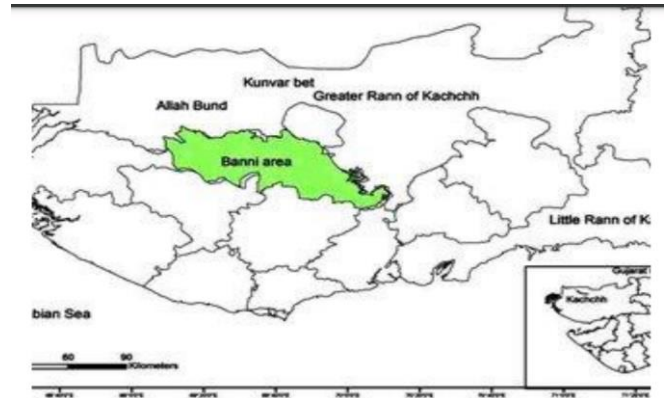 Kunvar bet
Greater Rann of Kachchh
Allah Bund
Banni area
Little Rann of K
Gujarat
Kachchh
bian Sea
60 90
Kilometers